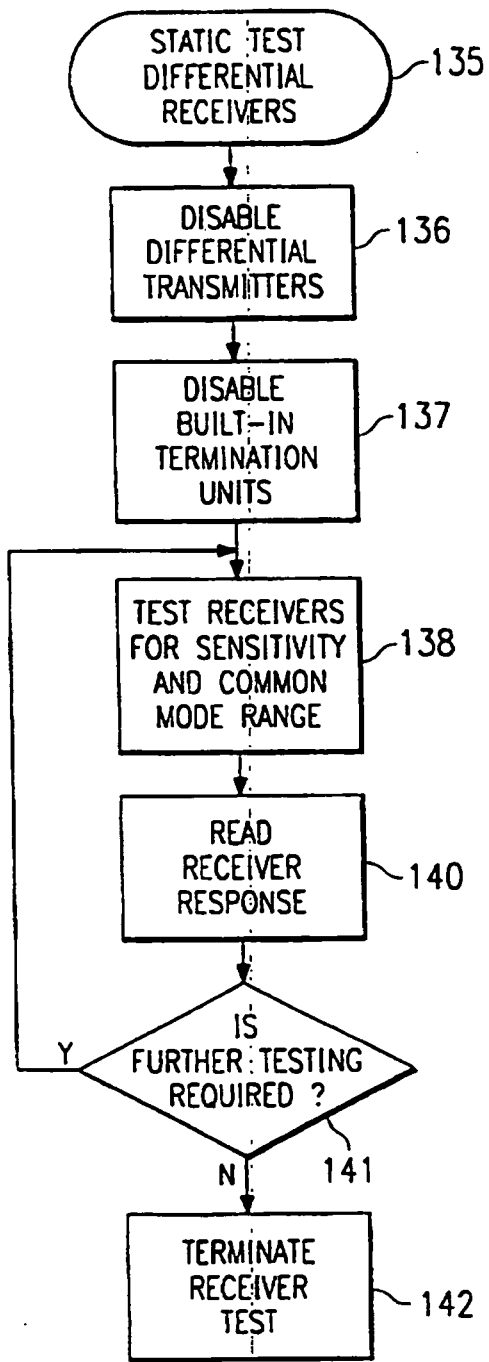 STATIC TEST
DIFFERENTIAL
RECEIVERS
135
DISABLE
DIFFERENTIAL
TRANSMITTERS
136
DISABLE
BUILT-IN
TERMINATION
UNITS
137
TEST RECEIVERS
FOR SENSITIVITY
AND COMMON
MODE RANGE
138
READ
RECEIVER
RESPONSE
140
IS
FURTHER TESTING
REQUIRED ?
141
Y
N
TERMINATE
RECEIVER
TEST
142